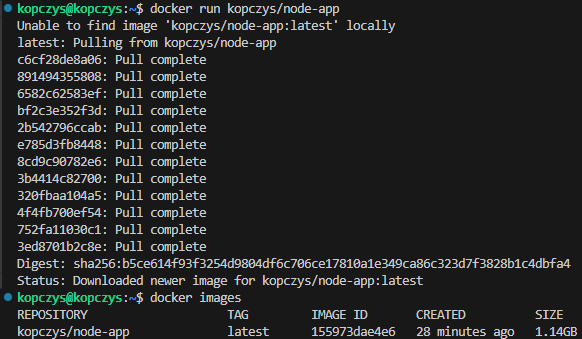 kopczys@kopczys:~$ docker run kopczys/node-app
Unable to find image 'kopczys/node-app:latest' locally
latest: Pulling from kopczys/node-app
c6cf28de8a06: Pull complete
891494355808: Pull complete
6582c62583ef: Pull complete
bf2c3e352f3d: Pull complete
2b542796ccab: Pull complete
e785d3fb8448: Pull complete
8cd9c90782e6: Pull complete
3b4414c82700: Pull complete
320fbaa104a5: Pull complete
4f4fb700ef54: Pull complete
752fa11030c1: Pull complete
3ed8701b2c8e: Pull complete
Digest: sha256:b5ce614f93f3254d9804df6c706ce17810a1e349ca86c323d7f3828b1c4dbfa4
Status: Downloaded newer image for kopczys/node-app:latest
kopczys@kopczys:~$ docker images
REPOSITORY TAG IMAGE ID CREATED SIZE
kopczys/node-app latest 155973dae4e6 28 minutes ago 1.14GB